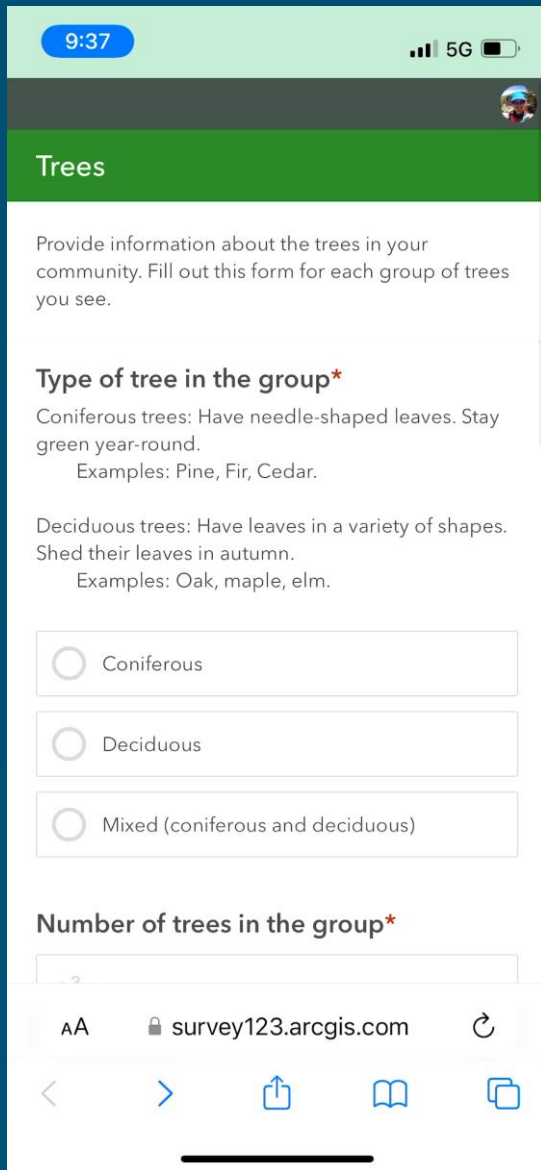 9:37
5G
Trees
Provide information about the trees in your
community. Fill out this form for each group of trees
you see.
Type of tree in the group*
Coniferous trees: Have needle-shaped leaves. Stay
green year-round.
Examples: Pine, Fir, Cedar.
Deciduous trees: Have leaves in a variety of shapes.
Shed their leaves in autumn.
Examples: Oak, maple, elm.
Coniferous
Deciduous
Mixed (coniferous and deciduous)
Number of trees in the group*
AA survey123.arcgis.com